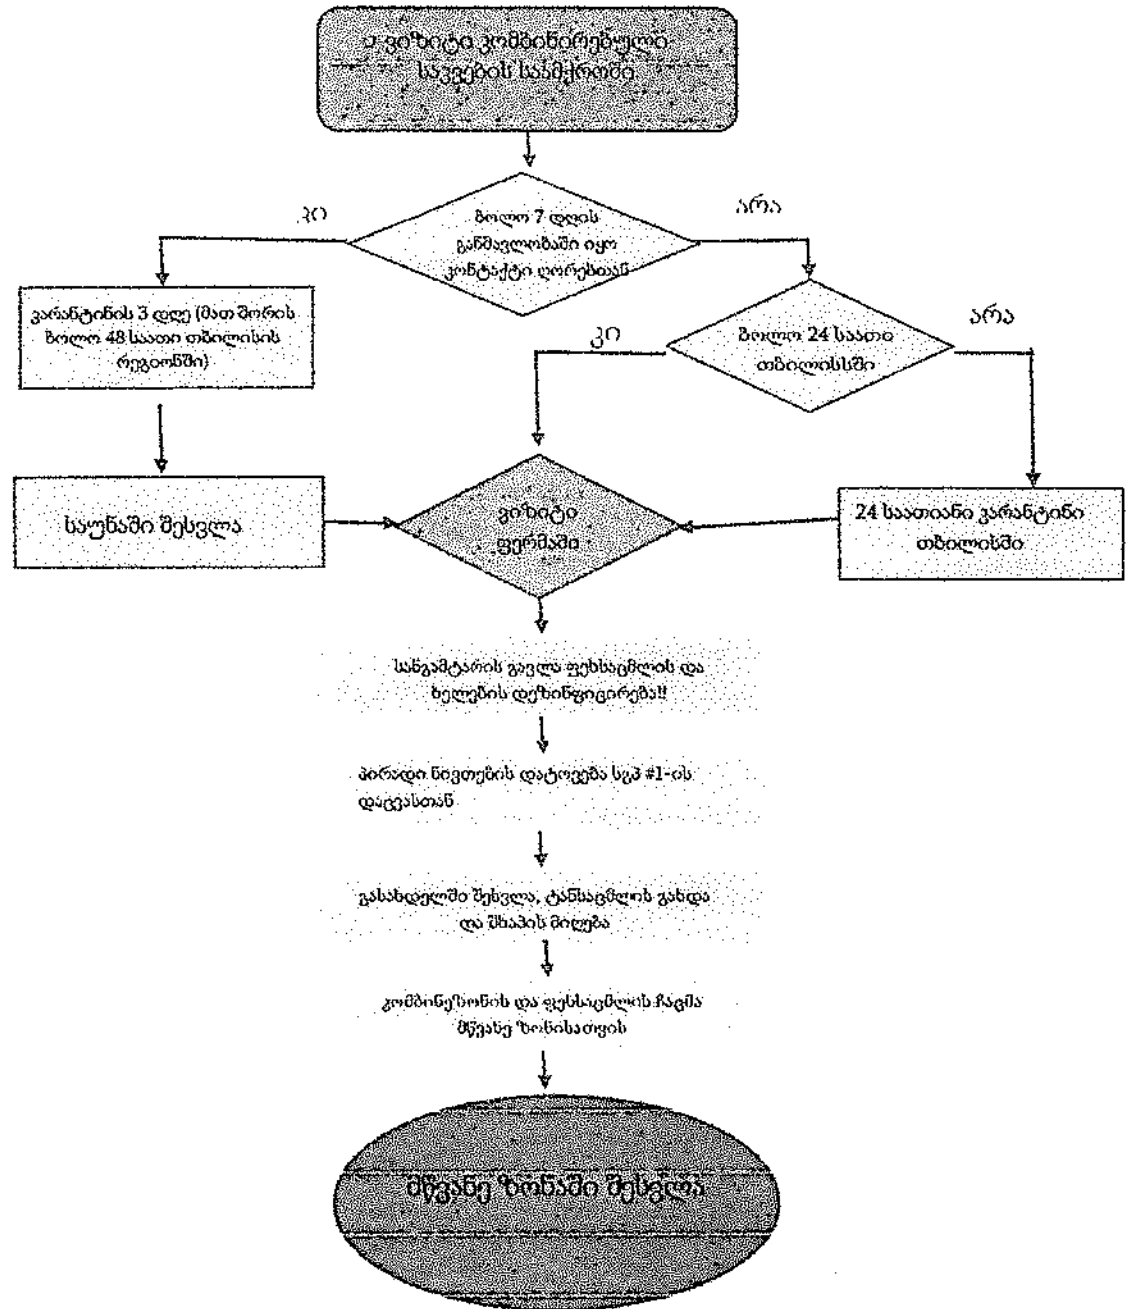 ვიზიტი კომბინირებული
საკვების საამქროში
ბოლო 7 დღის
განმავლობაში იყო
კონტაქტი ღორებთან
კი
არა
კარანტინის 3 დღე (მათ შორის
ბოლო 48 საათი თბილისის
რეგიონში)
ბოლო 24 საათი
თბილისსში
კი
არა
საუნაში შესვლა
ვიზიტი
ფერმაში
24 საათიანი კარანტინი
თბილისში
სანგამტარის გავლა ფეხსაცმლის და
ხელების დეზინფიცირება!!
პირადი ნივთების დატოვება სგპ #1-ის
დაცვასთან
გასახდელში შესვლა, ტანსაცმლის გახდა
და შხაპის მიღება
კომბინეზონის და ფეხსაცმლის ჩაცმა
მწვანე ზონისათვის
მწვანე ზონაში შესვლა